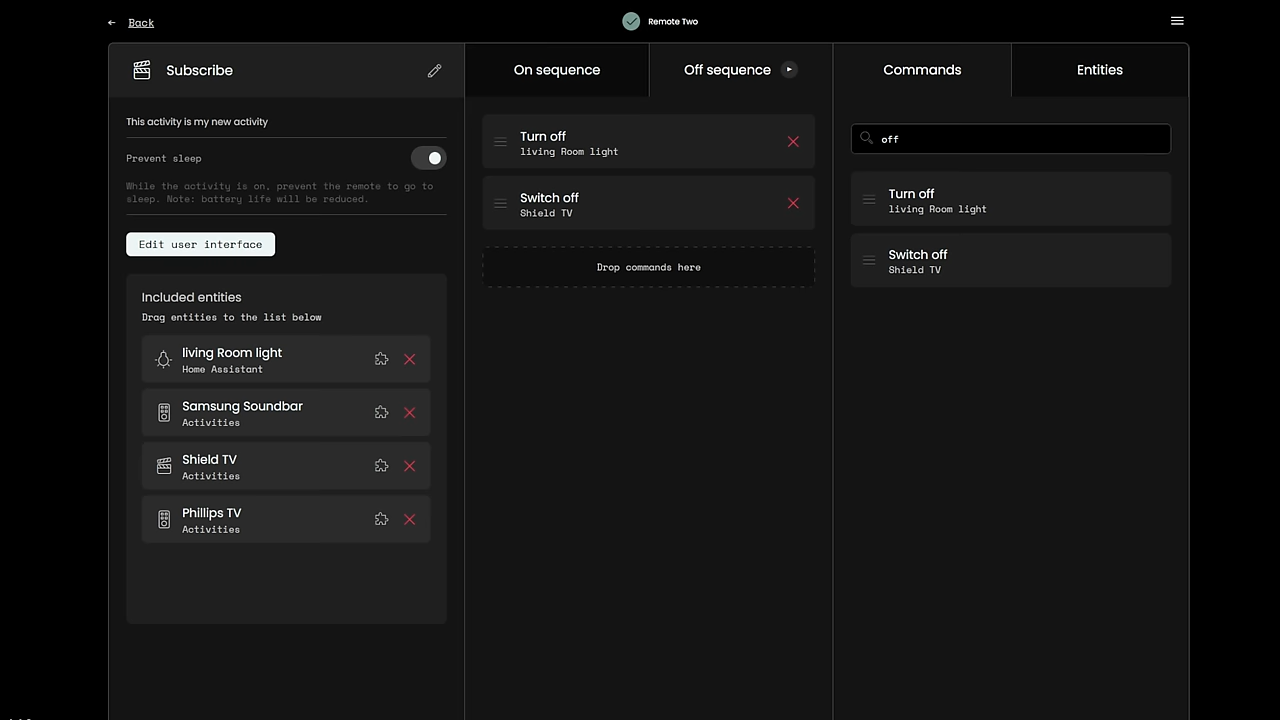 Back
Remote Two
Subscribe
This activity is my new activity
Prevent sleep
While the activity is on, prevent the remote to go to
sleep. Note: battery life will be reduced.
Edit user interface
Included entities
Drag entities to the list below
living Room light
Home Assistant
Samsung Soundbar
Activities
Shield TV
Activities
Phillips TV
Activities
On sequence
Off sequence
Turn off
living Room light
Switch off
Shield TV
Drop commands here
Commands
Entities
off
Turn off
living Room light
Switch off
Shield TV